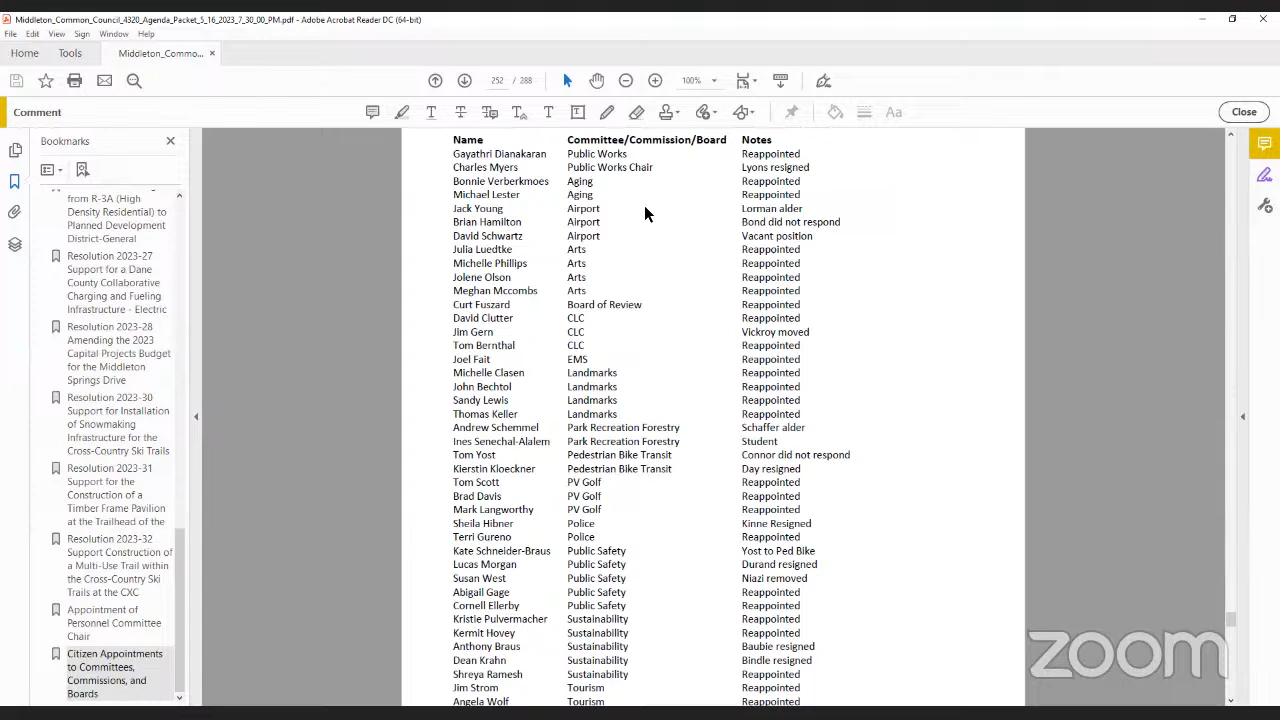 Middleton_Common_Council_4320_Agenda_Packet_5_16_2023_7_30_00_PM.pdf - Adobe Acrobat Reader DC (64-bit)
File Edit View Sign Window Help
Home Tools Middleton_Commo... ×
252 / 288 100%
Comment Close
Bookmarks
from R-3A (High
Density Residential) to
Planned Development
District-General
Resolution 2023-27
Support for a Dane
County Collaborative
Charging and Fueling
Infrastructure - Electric
Resolution 2023-28
Amending the 2023
Capital Projects Budget
for the Middleton
Springs Drive
Resolution 2023-30
Support for Installation
of Snowmaking
Infrastructure for the
Cross-Country Ski Trails
Resolution 2023-31
Support for the
Construction of a
Timber Frame Pavilion
at the Trailhead of the
Resolution 2023-32
Support Construction of
a Multi-Use Trail within
the Cross-Country Ski
Trails at the CXC
Appointment of
Personnel Committee
Chair
Citizen Appointments
to Committees,
Commissions, and
Boards
Name Committee/Commission/Board Notes
Gayathri Dianakaran Public Works Reappointed
Charles Myers Public Works Chair Lyons resigned
Bonnie Verberkmoes Aging Reappointed
Michael Lester Aging Reappointed
Jack Young Airport Lorman alder
Brian Hamilton Airport Bond did not respond
David Schwartz Airport Vacant position
Julia Luedtke Arts Reappointed
Michelle Phillips Arts Reappointed
Jolene Olson Arts Reappointed
Meghan Mccombs Arts Reappointed
Curt Fuszard Board of Review Reappointed
David Clutter CLC Reappointed
Jim Gern CLC Vickroy moved
Tom Bernthal CLC Reappointed
Joel Fait EMS Reappointed
Michelle Clasen Landmarks Reappointed
John Bechtol Landmarks Reappointed
Sandy Lewis Landmarks Reappointed
Thomas Keller Landmarks Reappointed
Andrew Schemmel Park Recreation Forestry Schaffer alder
Ines Senechal-Alalem Park Recreation Forestry Student
Tom Yost Pedestrian Bike Transit Connor did not respond
Kierstin Kloeckner Pedestrian Bike Transit Day resigned
Tom Scott PV Golf Reappointed
Brad Davis PV Golf Reappointed
Mark Langworthy PV Golf Reappointed
Sheila Hibner Police Kinne Resigned
Terri Gureno Police Reappointed
Kate Schneider-Braus Public Safety Yost to Ped Bike
Lucas Morgan Public Safety Durand resigned
Susan West Public Safety Niazi removed
Abigail Gage Public Safety Reappointed
Cornell Ellerby Public Safety Reappointed
Kristie Pulvermacher Sustainability Reappointed
Kermit Hovey Sustainability Reappointed
Anthony Braus Sustainability Baubie resigned
Dean Krahn Sustainability Bindle resigned
Shreya Ramesh Sustainability Reappointed
Jim Strom Tourism Reappointed
Angela Wolf Tourism Reappointed
zoom